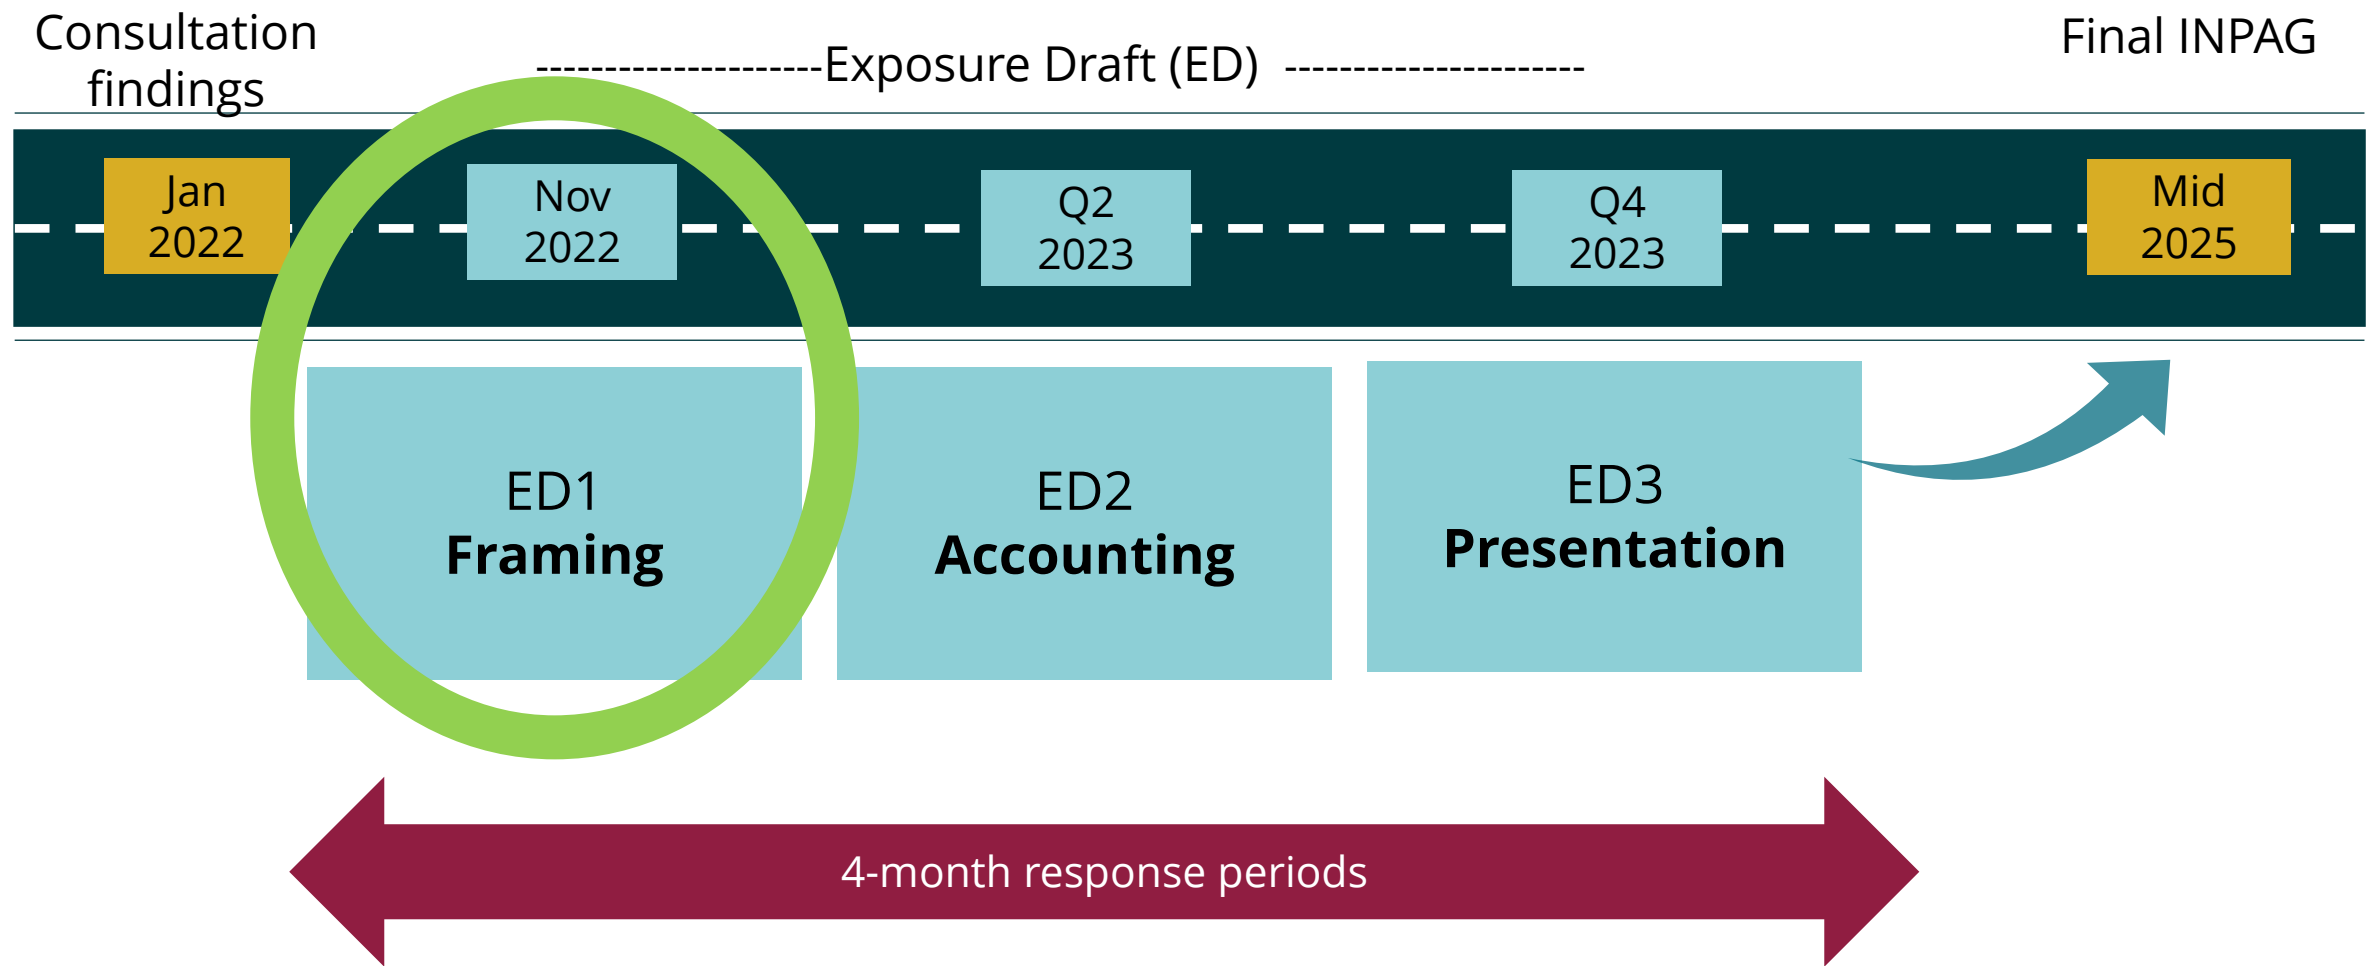 Consultation
findings
---------------------Exposure Draft (ED) ----------------------
Final INPAG
Jan
2022
Nov
2022
Q2
2023
Q4
2023
Mid
2025
ED1
Framing
ED2
Accounting
ED3
Presentation
4-month response periods